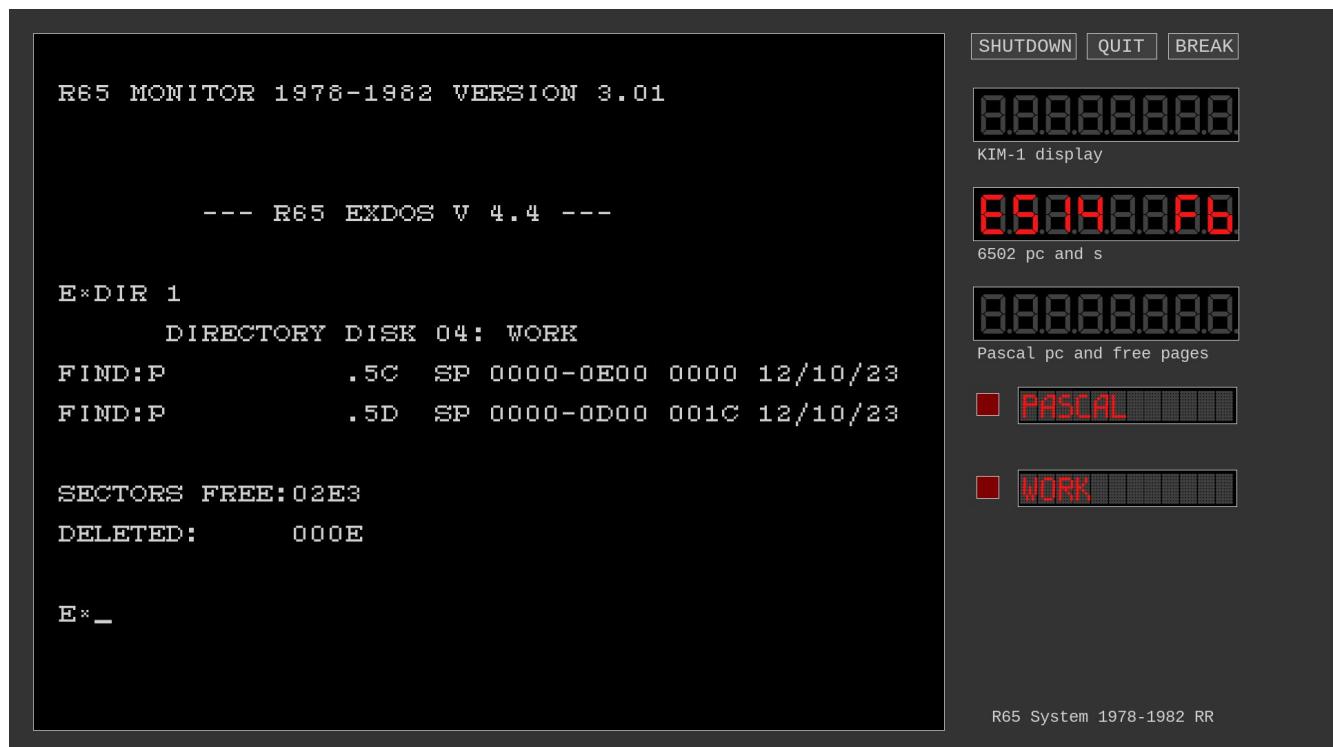 R65 MONITOR 1978-1982 VERSION 3.01
--- R65 EXDOS V 4.4 ---
E*DIR 1
DIRECTORY DISK 04: WORK
FIND:P .5C SP 0000-0E00 0000 12/10/23
FIND:P .5D SP 0000-0D00 001C 12/10/23
SECTORS FREE:02E3
DELETED: 000E
E*_
SHUTDOWN QUIT BREAK
KIM-1 display
E514 Fb
6502 pc and s
Pascal pc and free pages
PASCAL
WORK
R65 System 1978-1982 RR